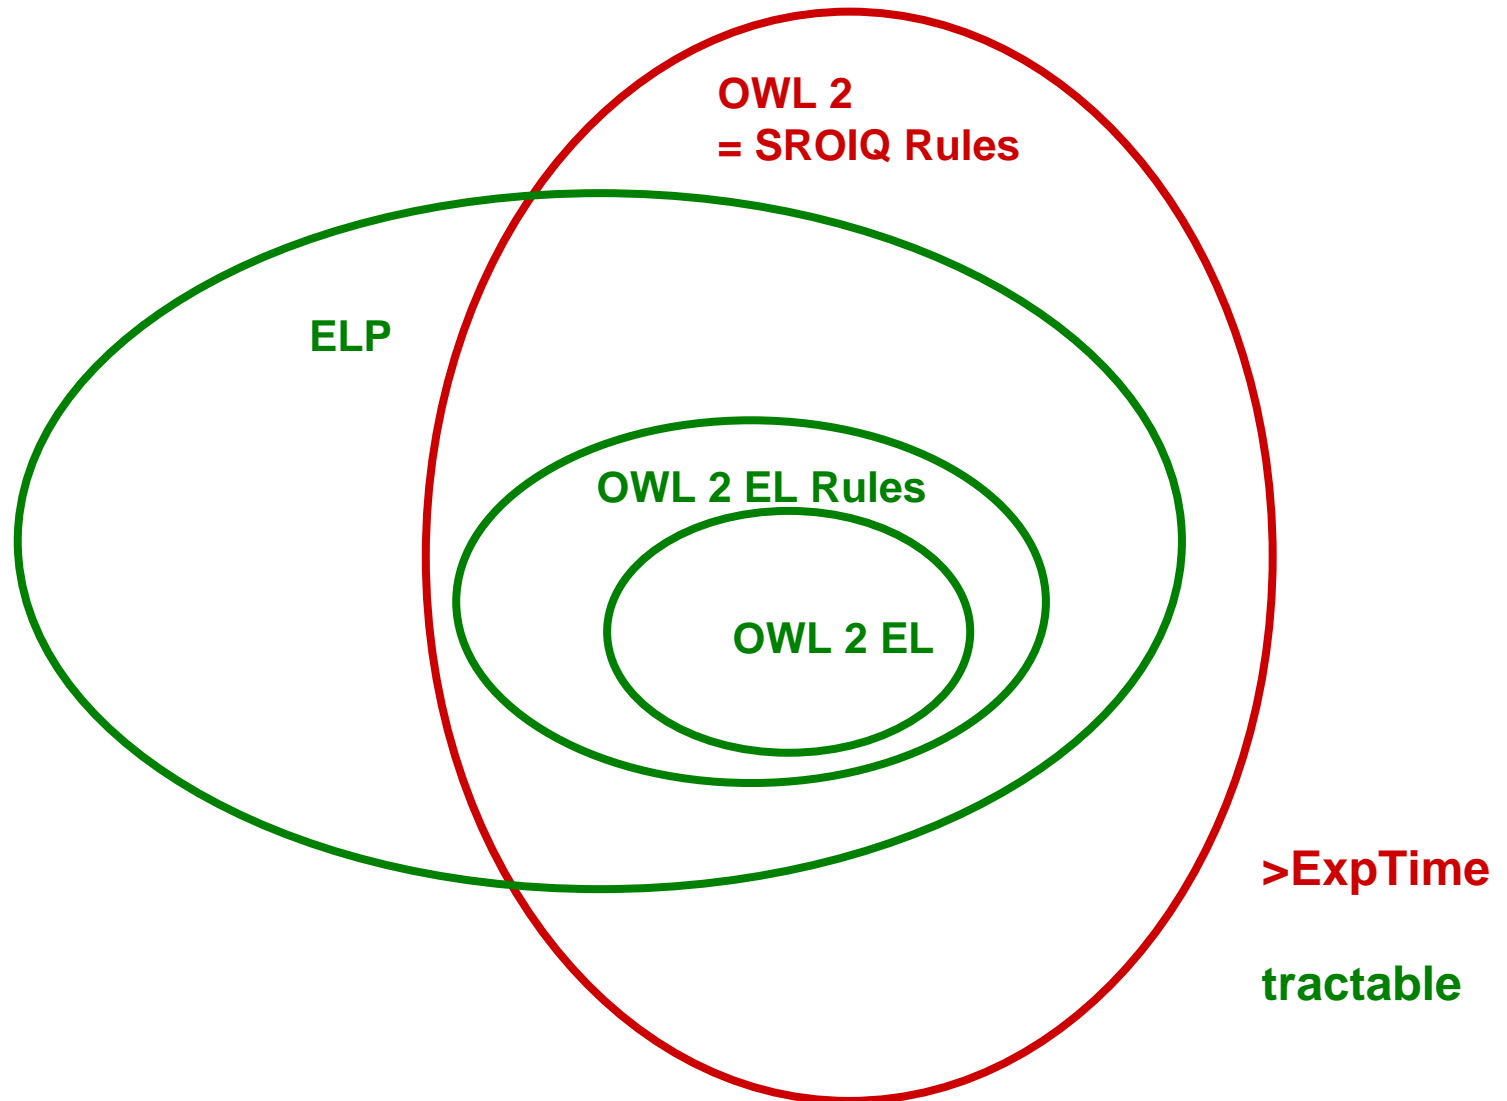 OWL 2
= SROIQ Rules
ELP
OWL 2 EL Rules
OWL 2 EL
>ExpTime
tractable